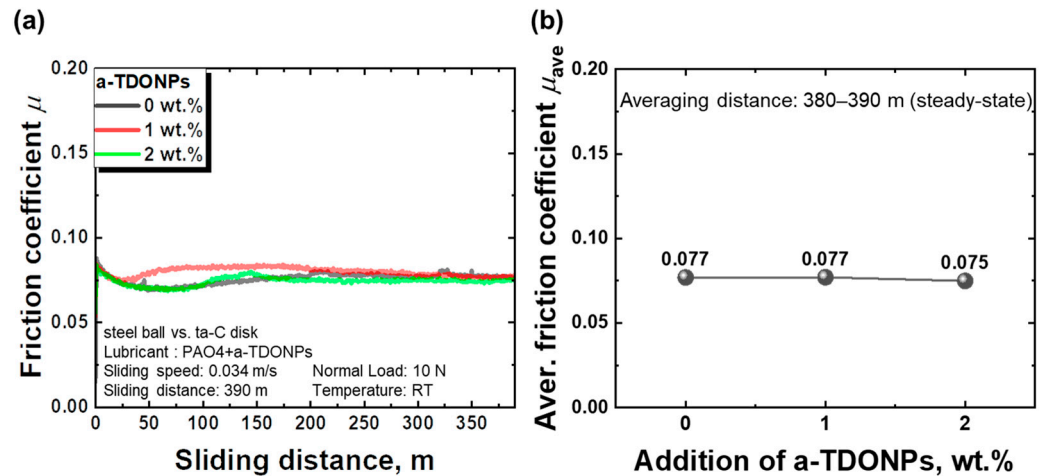 (a)
Friction coefficient μ
0.20
0.15
0.10
0.05
0.00
a-TDONPs
0 wt.%
1 wt.%
2 wt.%
steel ball vs. ta-C disk
Lubricant : PAO4+a-TDONPs
Sliding speed: 0.034 m/s Normal Load: 10 N
Sliding distance: 390 m Temperature: RT
0 50 100 150 200 250 300 350
Sliding distance, m
(b)
Aver. friction coefficient μave
0.20
0.15
0.10
0.05
0.00
Averaging distance: 380–390 m (steady-state)
0.077 0.077 0.075
0 1 2
Addition of a-TDONPs, wt.%